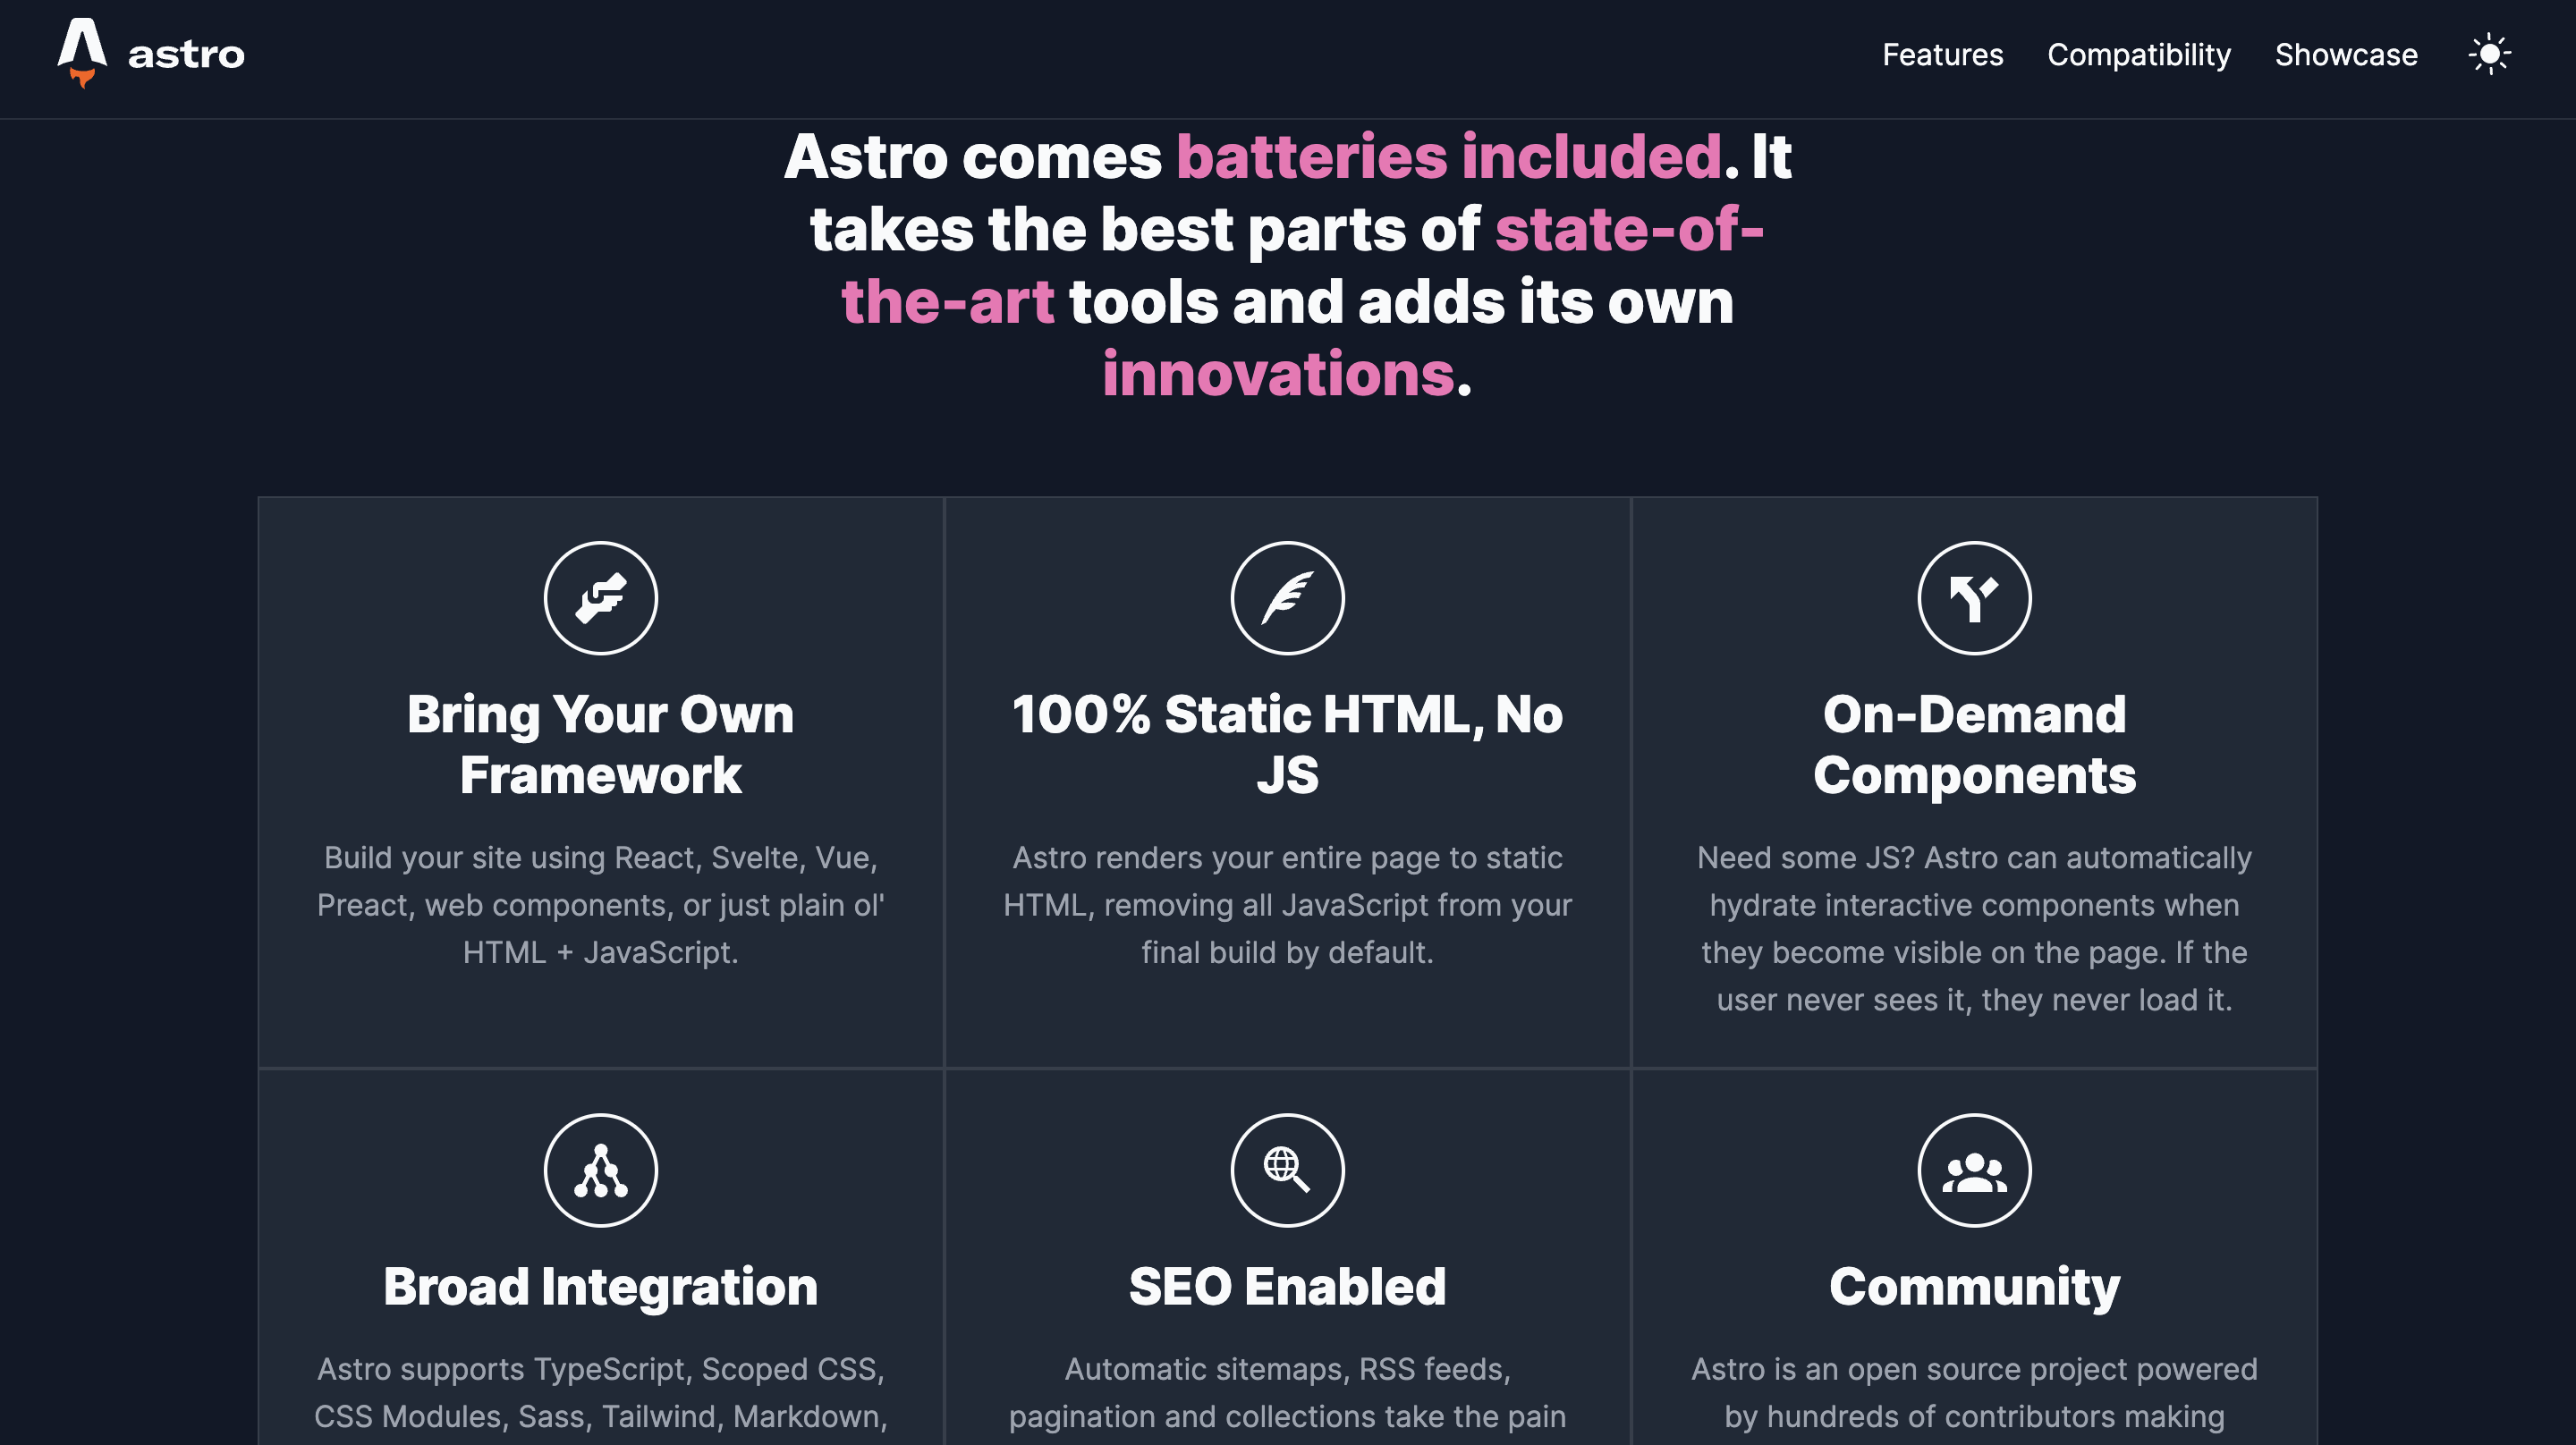 astro
Features
Compatibility
Showcase
Astro comes batteries included. It
takes the best parts of state-of-
the-art tools and adds its own
innovations.
Bring Your Own
Framework
Build your site using React, Svelte, Vue,
Preact, web components, or just plain ol'
HTML + JavaScript.
100% Static HTML, No
JS
Astro renders your entire page to static
HTML, removing all JavaScript from your
final build by default.
On-Demand
Components
Need some JS? Astro can automatically
hydrate interactive components when
they become visible on the page. If the
user never sees it, they never load it.
Broad Integration
Astro supports TypeScript, Scoped CSS,
CSS Modules, Sass, Tailwind, Markdown,
SEO Enabled
Automatic sitemaps, RSS feeds,
pagination and collections take the pain
Community
Astro is an open source project powered
by hundreds of contributors making